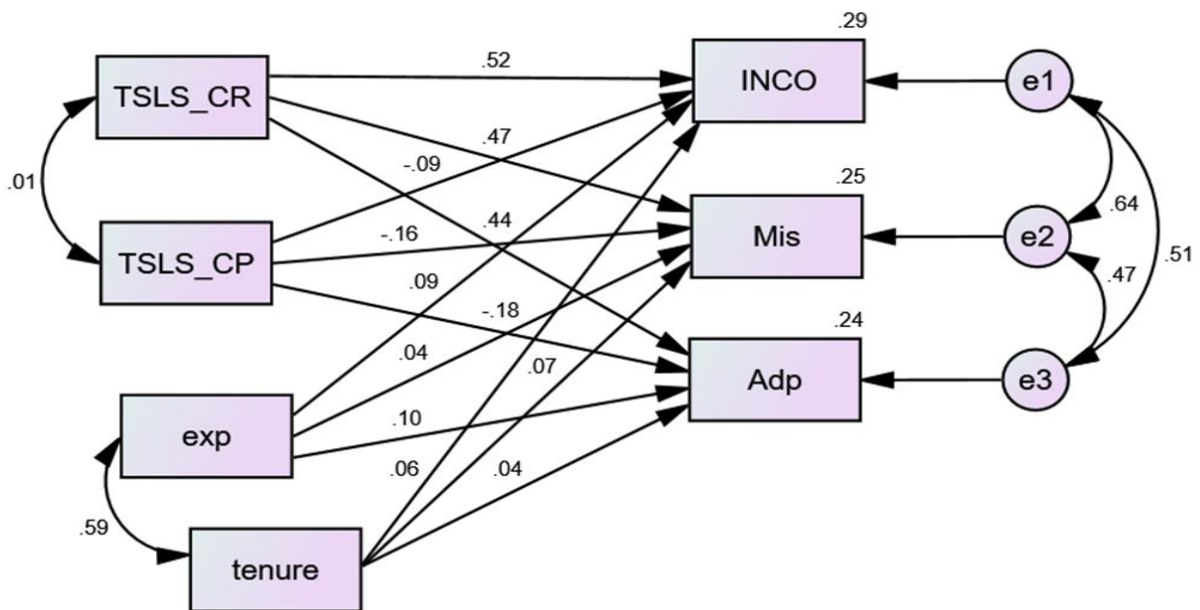 .29
TSLS_CR
.52
INCO
e1
.47
-.09
.01
.25
.64
TSLS_CP
-.16
.44
Mis
e2
.51
.09
.47
-.18
.24
.04
.07
Adp
e3
exp
.10
.06
.04
.59
tenure